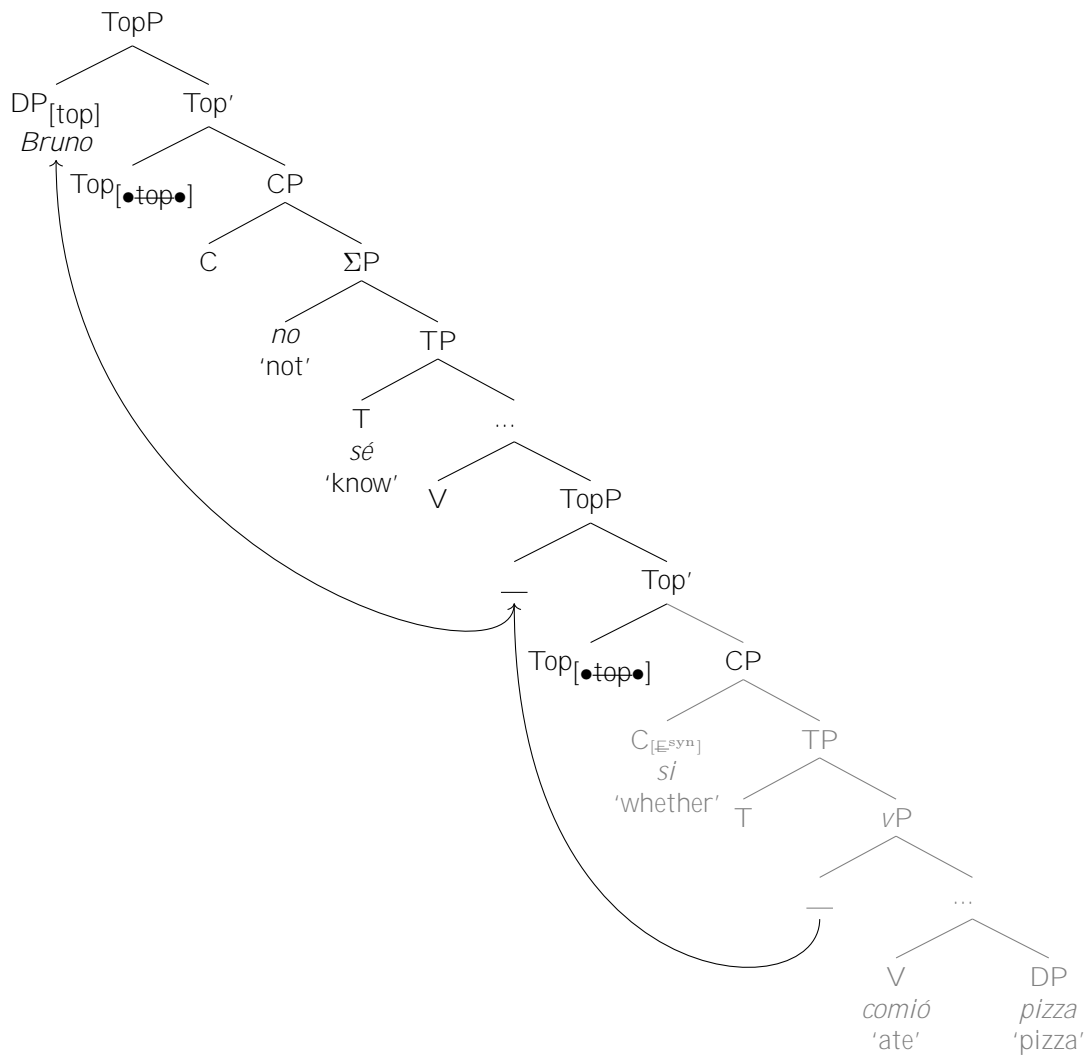 TopP
DP[top] Top'
Bruno
Top[●top●] CP
C ΣP
no TP
'not'
T ...
sé
'know' V TopP
— Top'
Top[●top●] CP
C[Esyn] TP
si
'whether' T vP
— ...
V DP
comió pizza
'ate' 'pizza'